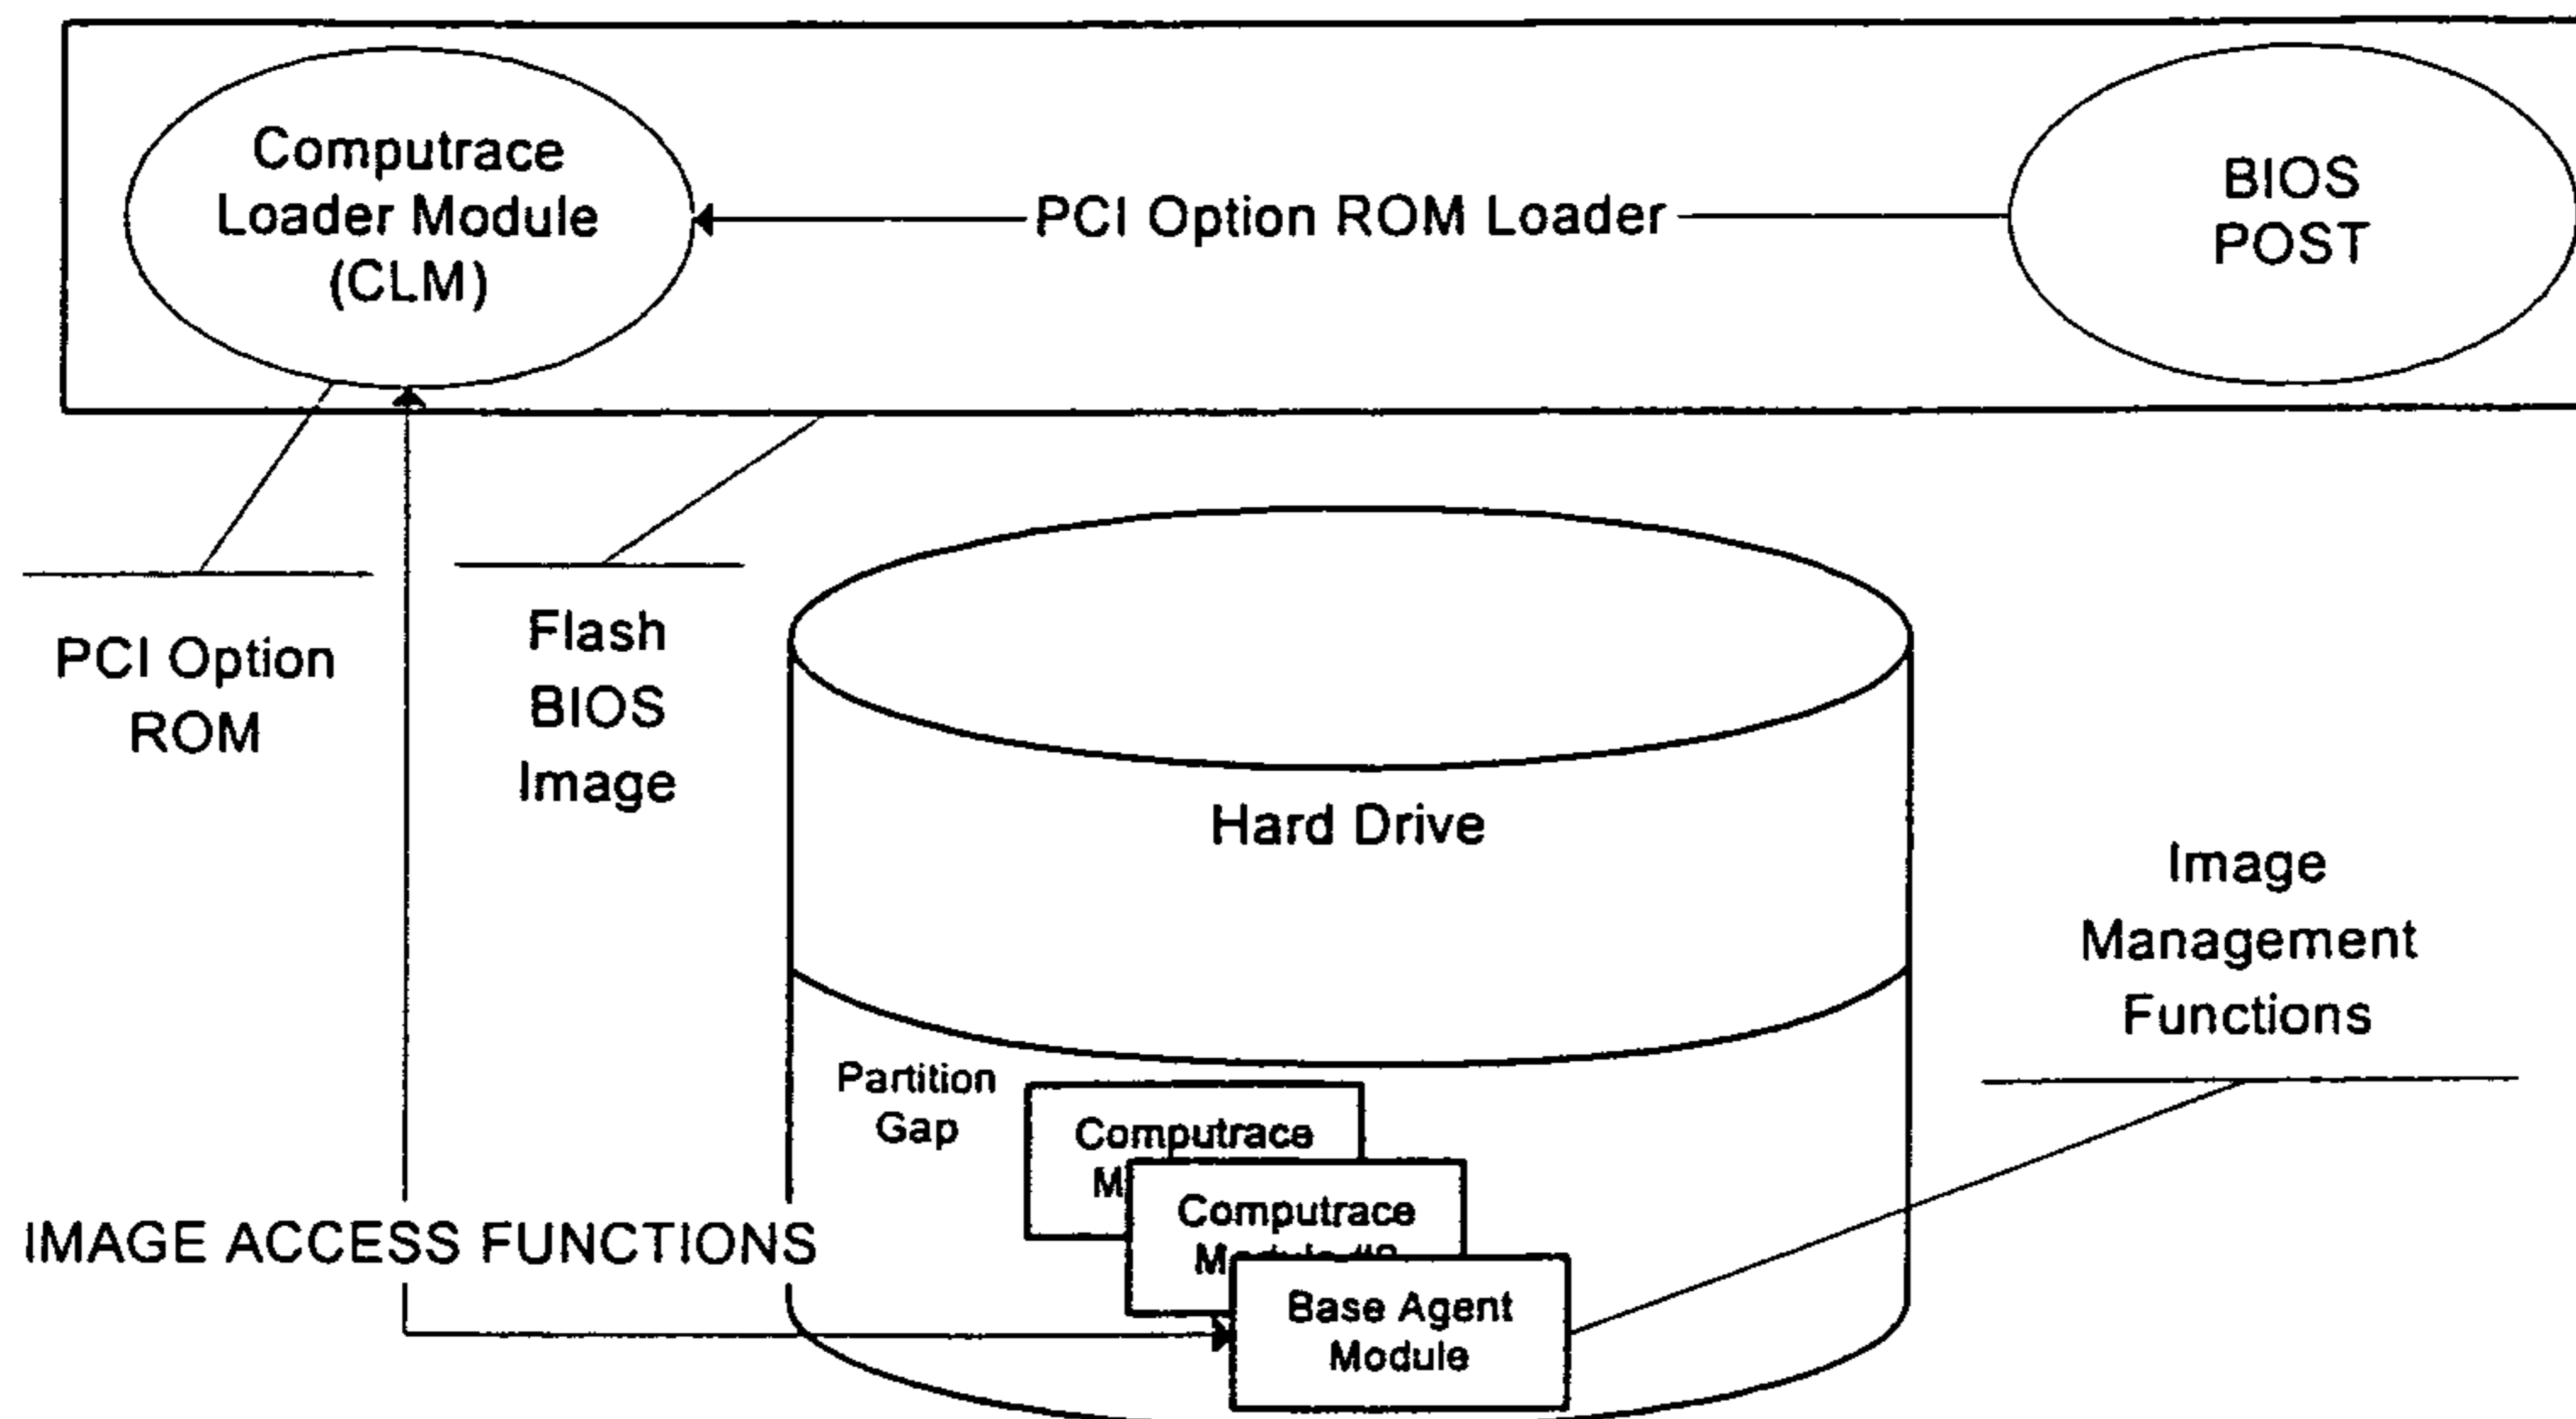 Computrace
Loader Module
(CLM)
PCI Option ROM Loader
BIOS
POST
PCI Option
ROM
Flash
BIOS
Image
Hard Drive
Image
Management
Functions
Partition
Gap
Computrace
Computrace
IMAGE ACCESS FUNCTIONS
Base Agent
Module